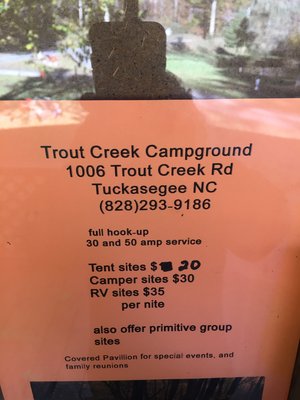 Trout Creek Campground
1006 Trout Creek Rd
Tuckasegee NC
(828)293-9186
full hook-up
30 and 50 amp service
Tent sites $ 20
Camper sites $30
RV sites $35
per nite
also offer primitive group
sites
Covered Pavillion for special events, and
family reunions